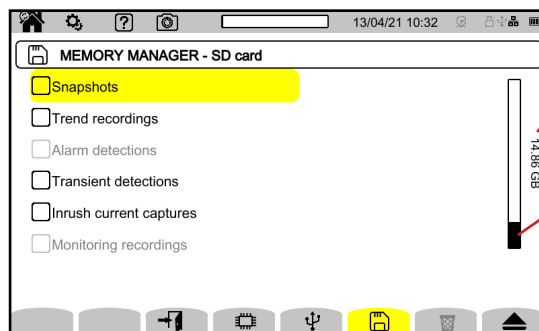 13/04/21 10:32
MEMORY MANAGER - SD card
Snapshots
Trend recordings
Alarm detections
Transient detections
Inrush current captures
Monitoring recordings
14.86 GB